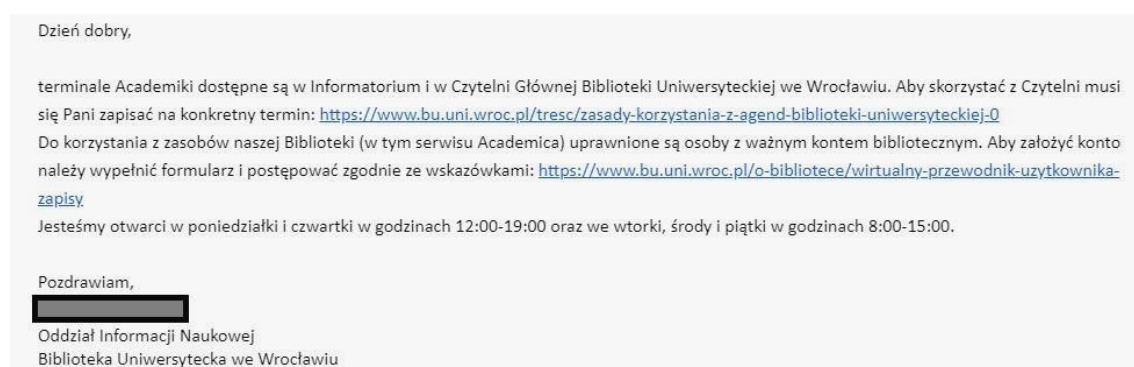 Dzień dobry,
terminale Academiki dostępne są w Informatorium i w Czytelni Głównej Biblioteki Uniwersyteckiej we Wrocławiu. Aby skorzystać z Czytelni musi
się Pani zapisać na konkretny termin: https://www.bu.uni.wroc.pl/tresc/zasady-korzystania-z-agend-biblioteki-uniwersyteckiej-0
Do korzystania z zasobów naszej Biblioteki (w tym serwisu Academica) uprawnione są osoby z ważnym kontem bibliotecznym. Aby założyć konto
należy wypełnić formularz i postępować zgodnie ze wskazówkami: https://www.bu.uni.wroc.pl/o-bibliotece/wirtualny-przewodnik-uzytkownika-
zapisy
Jesteśmy otwarci w poniedziałki i czwartki w godzinach 12:00-19:00 oraz we wtorki, środy i piątki w godzinach 8:00-15:00.
Pozdrawiam,
Oddział Informacji Naukowej
Biblioteka Uniwersytecka we Wrocławiu